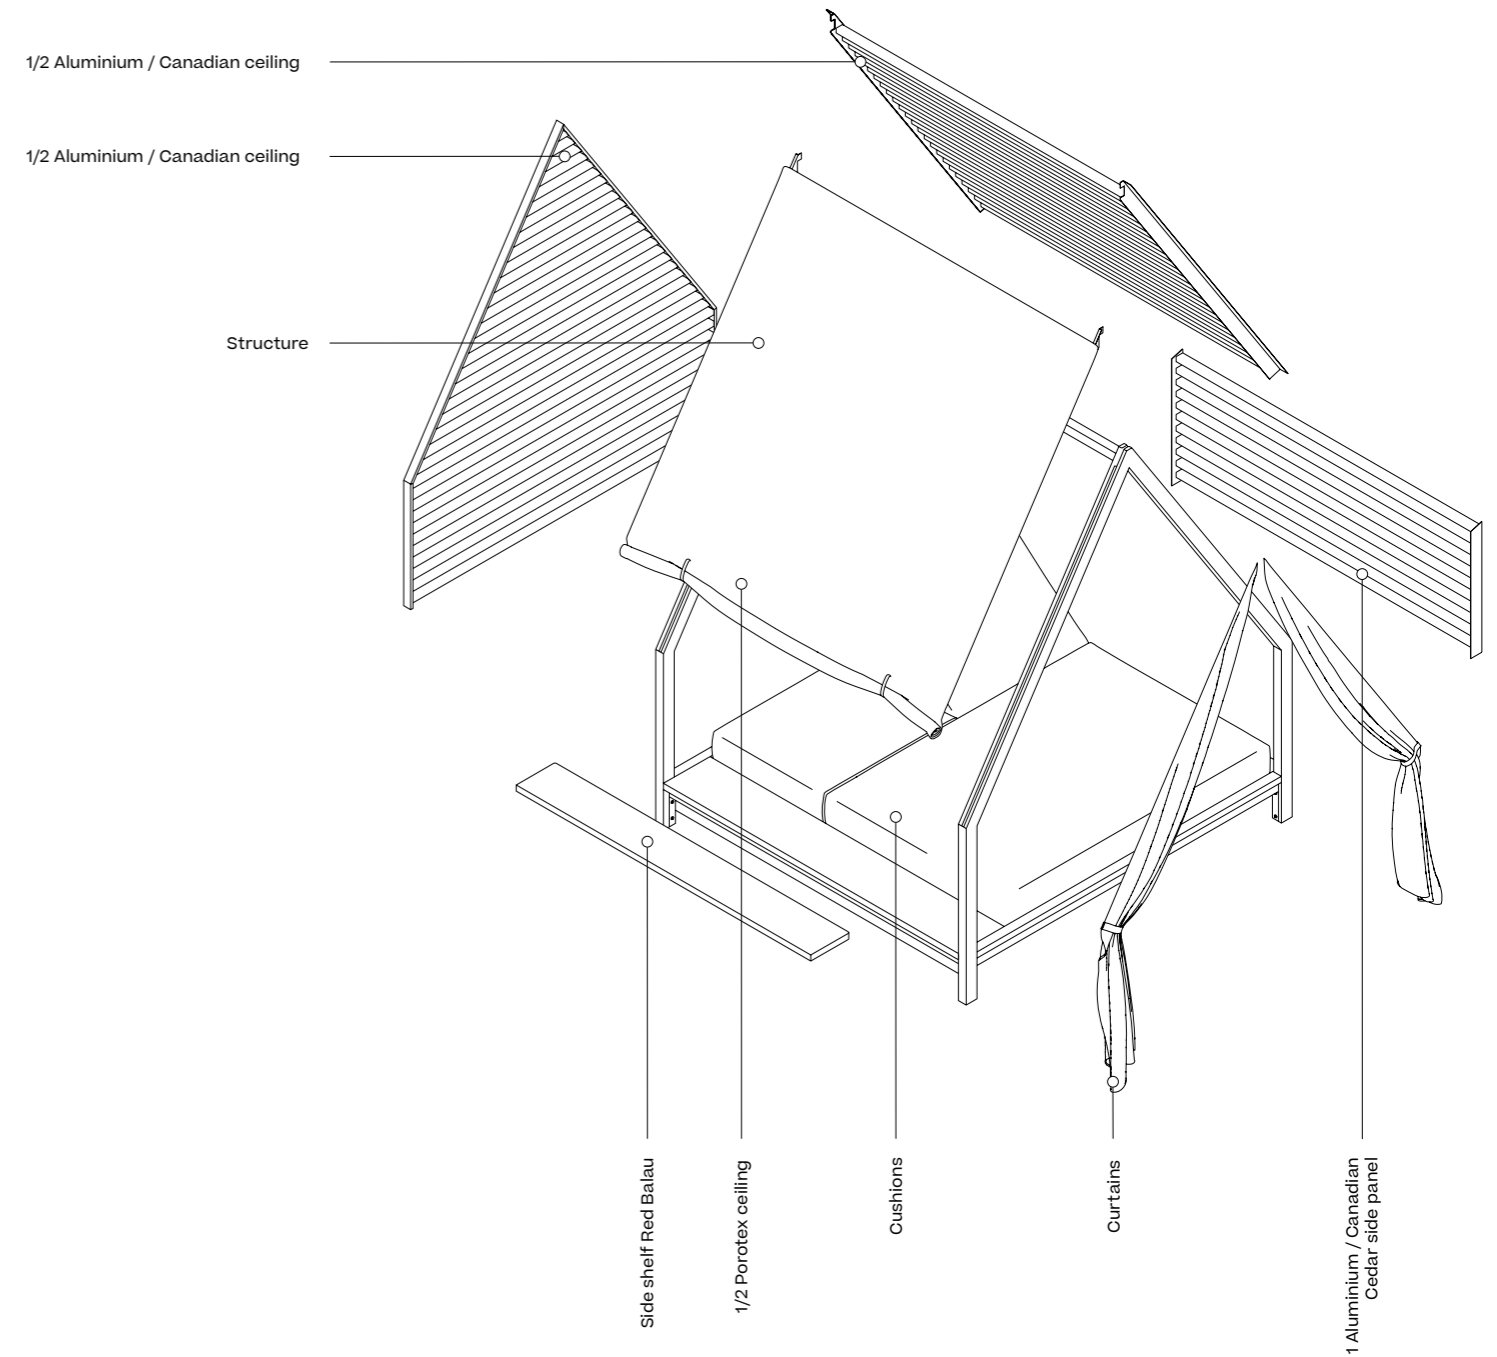 1/2 Aluminium / Canadian ceiling
1/2 Aluminium / Canadian ceiling
Structure
Side shelf Red Balau
1/2 Porotex ceiling
Cushions
Curtains
1 Aluminium / Canadian
Cedar side panel